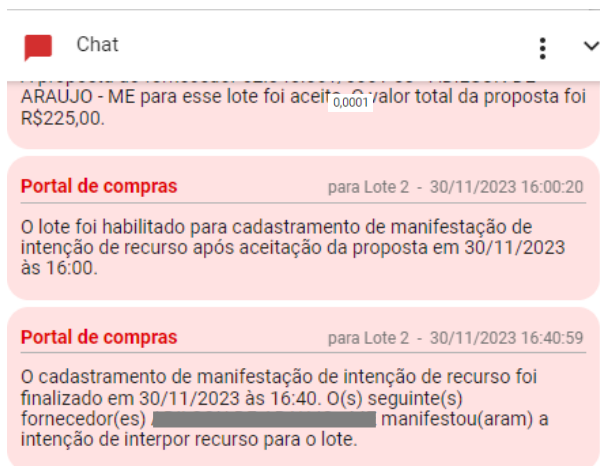 Chat
ARAUJO - ME para esse lote foi aceito. O valor total da proposta foi
0,0001
R$225,00.
Portal de compras para Lote 2 - 30/11/2023 16:00:20
O lote foi habilitado para cadastramento de manifestação de
intenção de recurso após aceitação da proposta em 30/11/2023
às 16:00.
Portal de compras para Lote 2 - 30/11/2023 16:40:59
O cadastramento de manifestação de intenção de recurso foi
finalizado em 30/11/2023 às 16:40. O(s) seguinte(s)
fornecedor(es) manifestou(aram) a
intenção de interpor recurso para o lote.